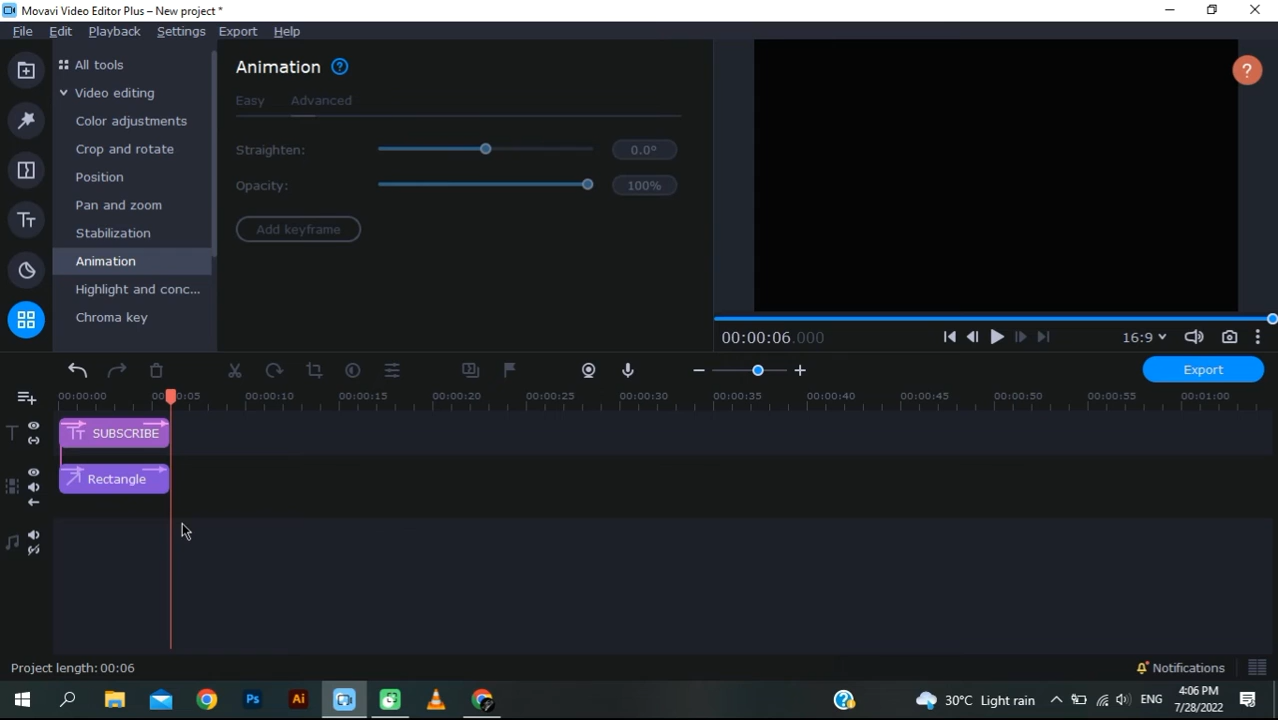 Movavi Video Editor Plus – New project *
File Edit Playback Settings Export Help
All tools
Video editing
Color adjustments
Crop and rotate
Position
Pan and zoom
Stabilization
Animation
Highlight and conc...
Chroma key
Animation ?
Easy Advanced
Straighten: 0.0°
Opacity: 100%
Add keyframe
?
00:00:06.000
16:9
Export
00:00:00 00:00:05 00:00:10 00:00:15 00:00:20 00:00:25 00:00:30 00:00:35 00:00:40 00:00:45 00:00:50 00:00:55 00:01:00
SUBSCRIBE
Rectangle
Project length: 00:06
Notifications
Ps Ai
30°C Light rain
ENG
4:06 PM
7/28/2022